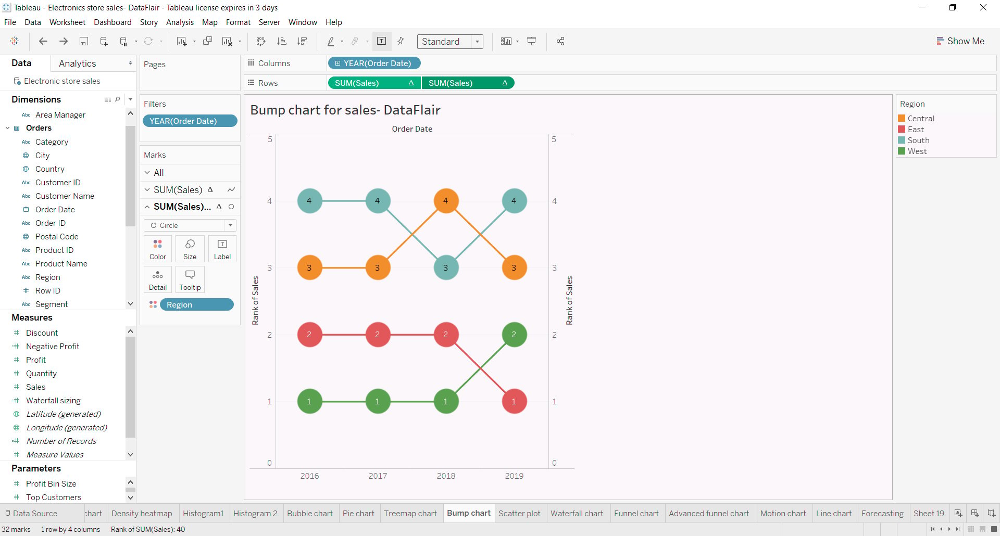 Tableau - Electronics store sales- DataFlair - Tableau license expires in 3 days
File Data Worksheet Dashboard Story Analysis Map Format Server Window Help
Standard
Show Me
Data Analytics
Electronic store sales
Dimensions
Abc Area Manager
Orders
Abc Category
City
Country
Abc Customer ID
Abc Customer Name
Order Date
Abc Order ID
Postal Code
Abc Product ID
Abc Product Name
Abc Region
# Row ID
Abc Segment
Measures
# Discount
=# Negative Profit
# Profit
# Quantity
# Sales
=# Waterfall sizing
Latitude (generated)
Longitude (generated)
=# Number of Records
# Measure Values
Parameters
# Profit Bin Size
# Top Customers
Pages
Filters
YEAR(Order Date)
Marks
All
SUM(Sales) Δ
SUM(Sales)... Δ
Circle
Color Size Label
Detail Tooltip
Region
Columns YEAR(Order Date)
Rows SUM(Sales) Δ SUM(Sales) Δ
Bump chart for sales- DataFlair
Order Date
5 5
4 4 4 4 4 4
3 3 3 3 3 3
Rank of Sales Rank of Sales
2 2 2 2 2 2
1 1 1 1 1 1
0 0
2016 2017 2018 2019
Region
Central
East
South
West
Data Source chart Density heatmap Histogram1 Histogram 2 Bubble chart Pie chart Treemap chart Bump chart Scatter plot Waterfall chart Funnel chart Advanced funnel chart Motion chart Line chart Forecasting Sheet 19
32 marks 1 row by 4 columns Rank of SUM(Sales): 40